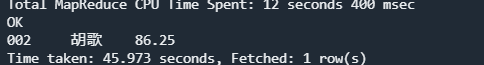 Total MapReduce CPU Time Spent: 12 seconds 400 msec
OK
002 胡歌 86.25
Time taken: 45.973 seconds, Fetched: 1 row(s)